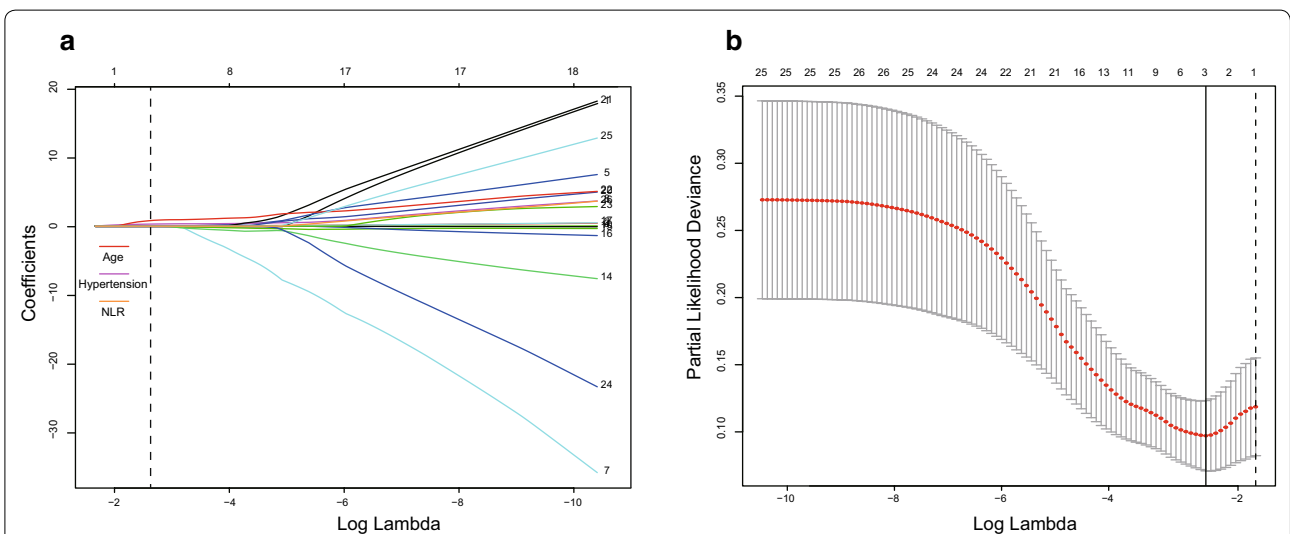 a
1 8 17 17 18
20
10
0
−10
−20
−30
Coefficients
25
5
23
16
14
24
7
Age
Hypertension
NLR
−2 −4 −6 −8 −10
Log Lambda
b
25 25 25 25 26 26 25 24 24 24 22 21 21 16 13 11 9 6 3 2 1
0.35
0.30
0.25
0.20
0.15
0.10
Partial Likelihood Deviance
−10 −8 −6 −4 −2
Log Lambda